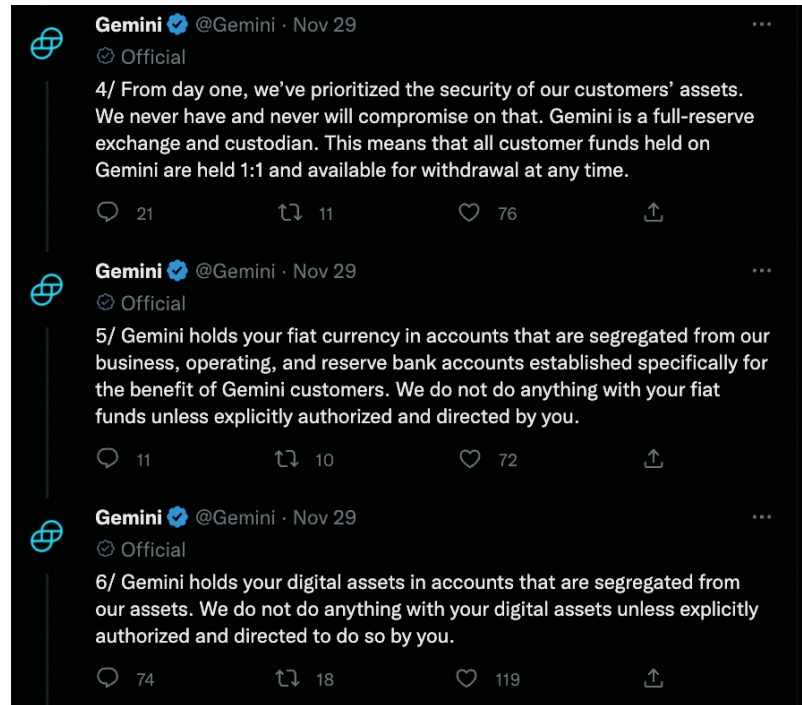 Gemini @Gemini · Nov 29
Official
4/ From day one, we’ve prioritized the security of our customers’ assets.
We never have and never will compromise on that. Gemini is a full-reserve
exchange and custodian. This means that all customer funds held on
Gemini are held 1:1 and available for withdrawal at any time.
21 11 76
Gemini @Gemini · Nov 29
Official
5/ Gemini holds your fiat currency in accounts that are segregated from our
business, operating, and reserve bank accounts established specifically for
the benefit of Gemini customers. We do not do anything with your fiat
funds unless explicitly authorized and directed by you.
11 10 72
Gemini @Gemini · Nov 29
Official
6/ Gemini holds your digital assets in accounts that are segregated from
our assets. We do not do anything with your digital assets unless explicitly
authorized and directed to do so by you.
74 18 119